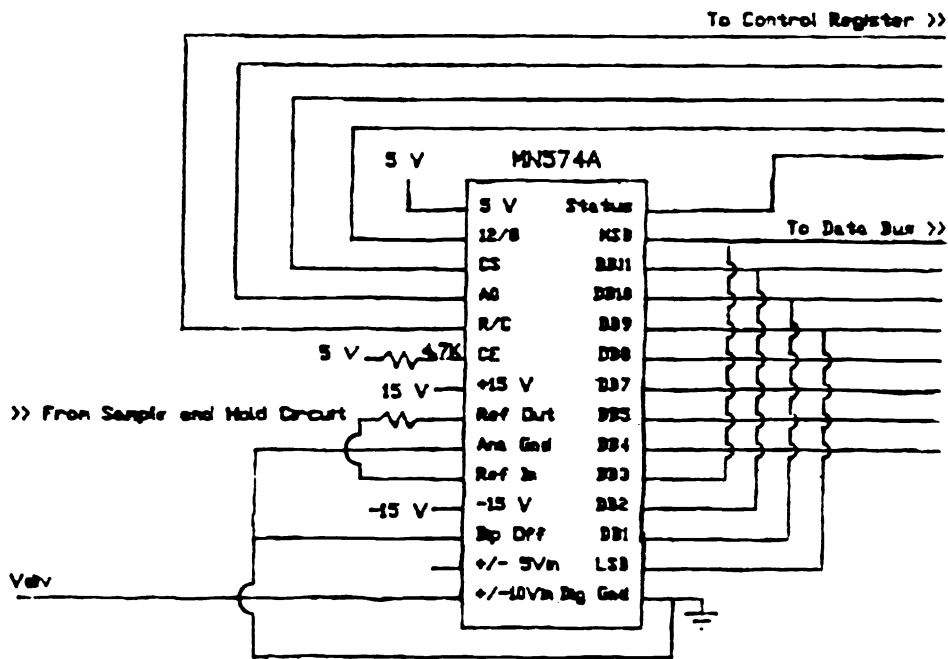 To Control Register >>
MN574A
5 V
5 V Status
12/8 MSB
To Data Bus >>
CS DB11
A0 DB10
R/C DB9
5 V 4.7K CE DB8
15 V +15 V DB7
>> From Sample and Hold Circuit
Ref Out DB5
Ana Gnd DB4
Ref In DB3
-15 V -15 V DB2
Bip Off DB1
+/- 5Vin LSB
Vdiv
+/-10Vin Dig Gnd